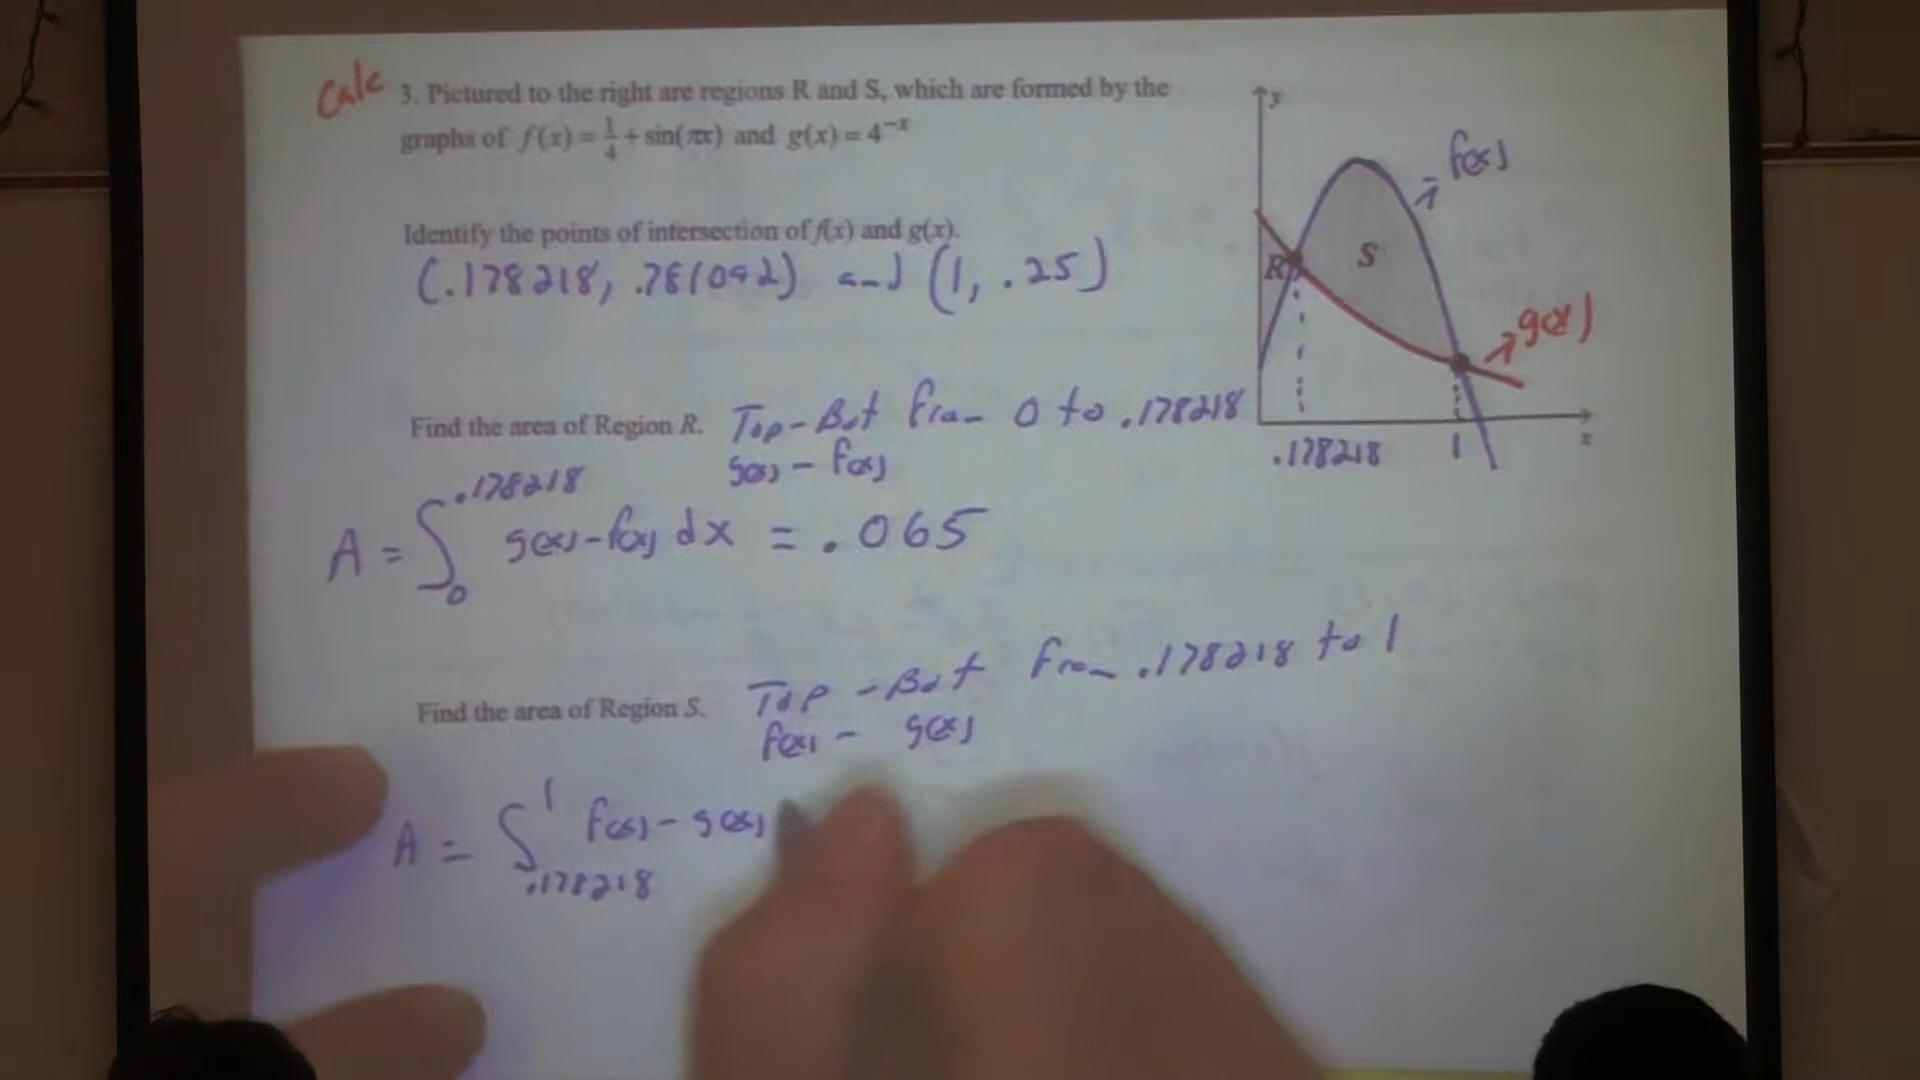 Calc
3. Pictured to the right are regions R and S, which are formed by the
graphs of f(x) = 1/4 + sin(πx) and g(x) = 4^-x
y
f(x)
Identify the points of intersection of f(x) and g(x).
(.178218, .781092) and (1, .25)
R
S
g(x)
x
.178218
1
Find the area of Region R. Top - Bot From 0 to .178218
g(x) - f(x)
A = ∫_0^.178218 g(x) - f(x) dx = .065
Find the area of Region S. Top - Bot From .178218 to 1
f(x) - g(x)
A = ∫_.178218^1 f(x) - g(x)